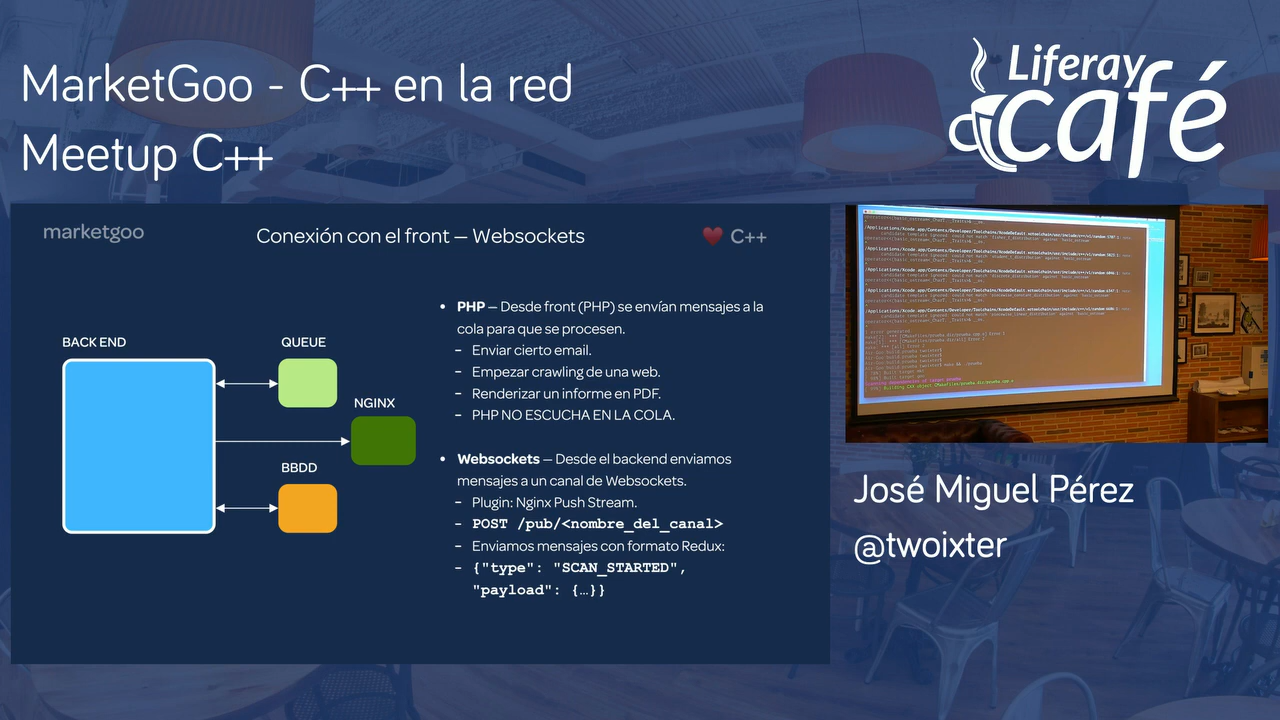 MarketGoo - C++ en la red
Meetup C++
Liferay
café
marketgoo
Conexión con el front – Websockets
C++
BACK END
QUEUE
NGINX
BBDD
• PHP – Desde front (PHP) se envían mensajes a la
cola para que se procesen.
– Enviar cierto email.
– Empezar crawling de una web.
– Renderizar un informe en PDF.
– PHP NO ESCUCHA EN LA COLA.
• Websockets – Desde el backend enviamos
mensajes a un canal de Websockets.
– Plugin: Nginx Push Stream.
– POST /pub/<nombre_del_canal>
– Enviamos mensajes con formato Redux:
– {"type": "SCAN_STARTED",
"payload": {…}}
José Miguel Pérez
@twoixter